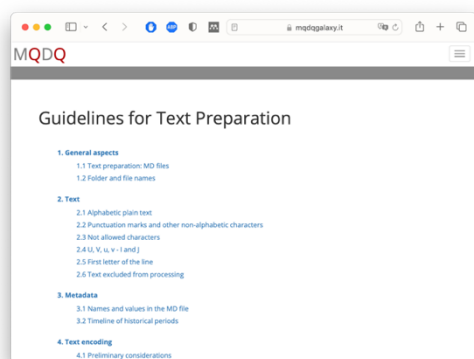 mqdqgalaxy.it
MQDQ
Guidelines for Text Preparation
1. General aspects
1.1 Text preparation: MD files
1.2 Folder and file names
2. Text
2.1 Alphabetic plain text
2.2 Punctuation marks and other non-alphabetic characters
2.3 Not allowed characters
2.4 U, V, u, v - I and J
2.5 First letter of the line
2.6 Text excluded from processing
3. Metadata
3.1 Names and values in the MD file
3.2 Timeline of historical periods
4. Text encoding
4.1 Preliminary considerations